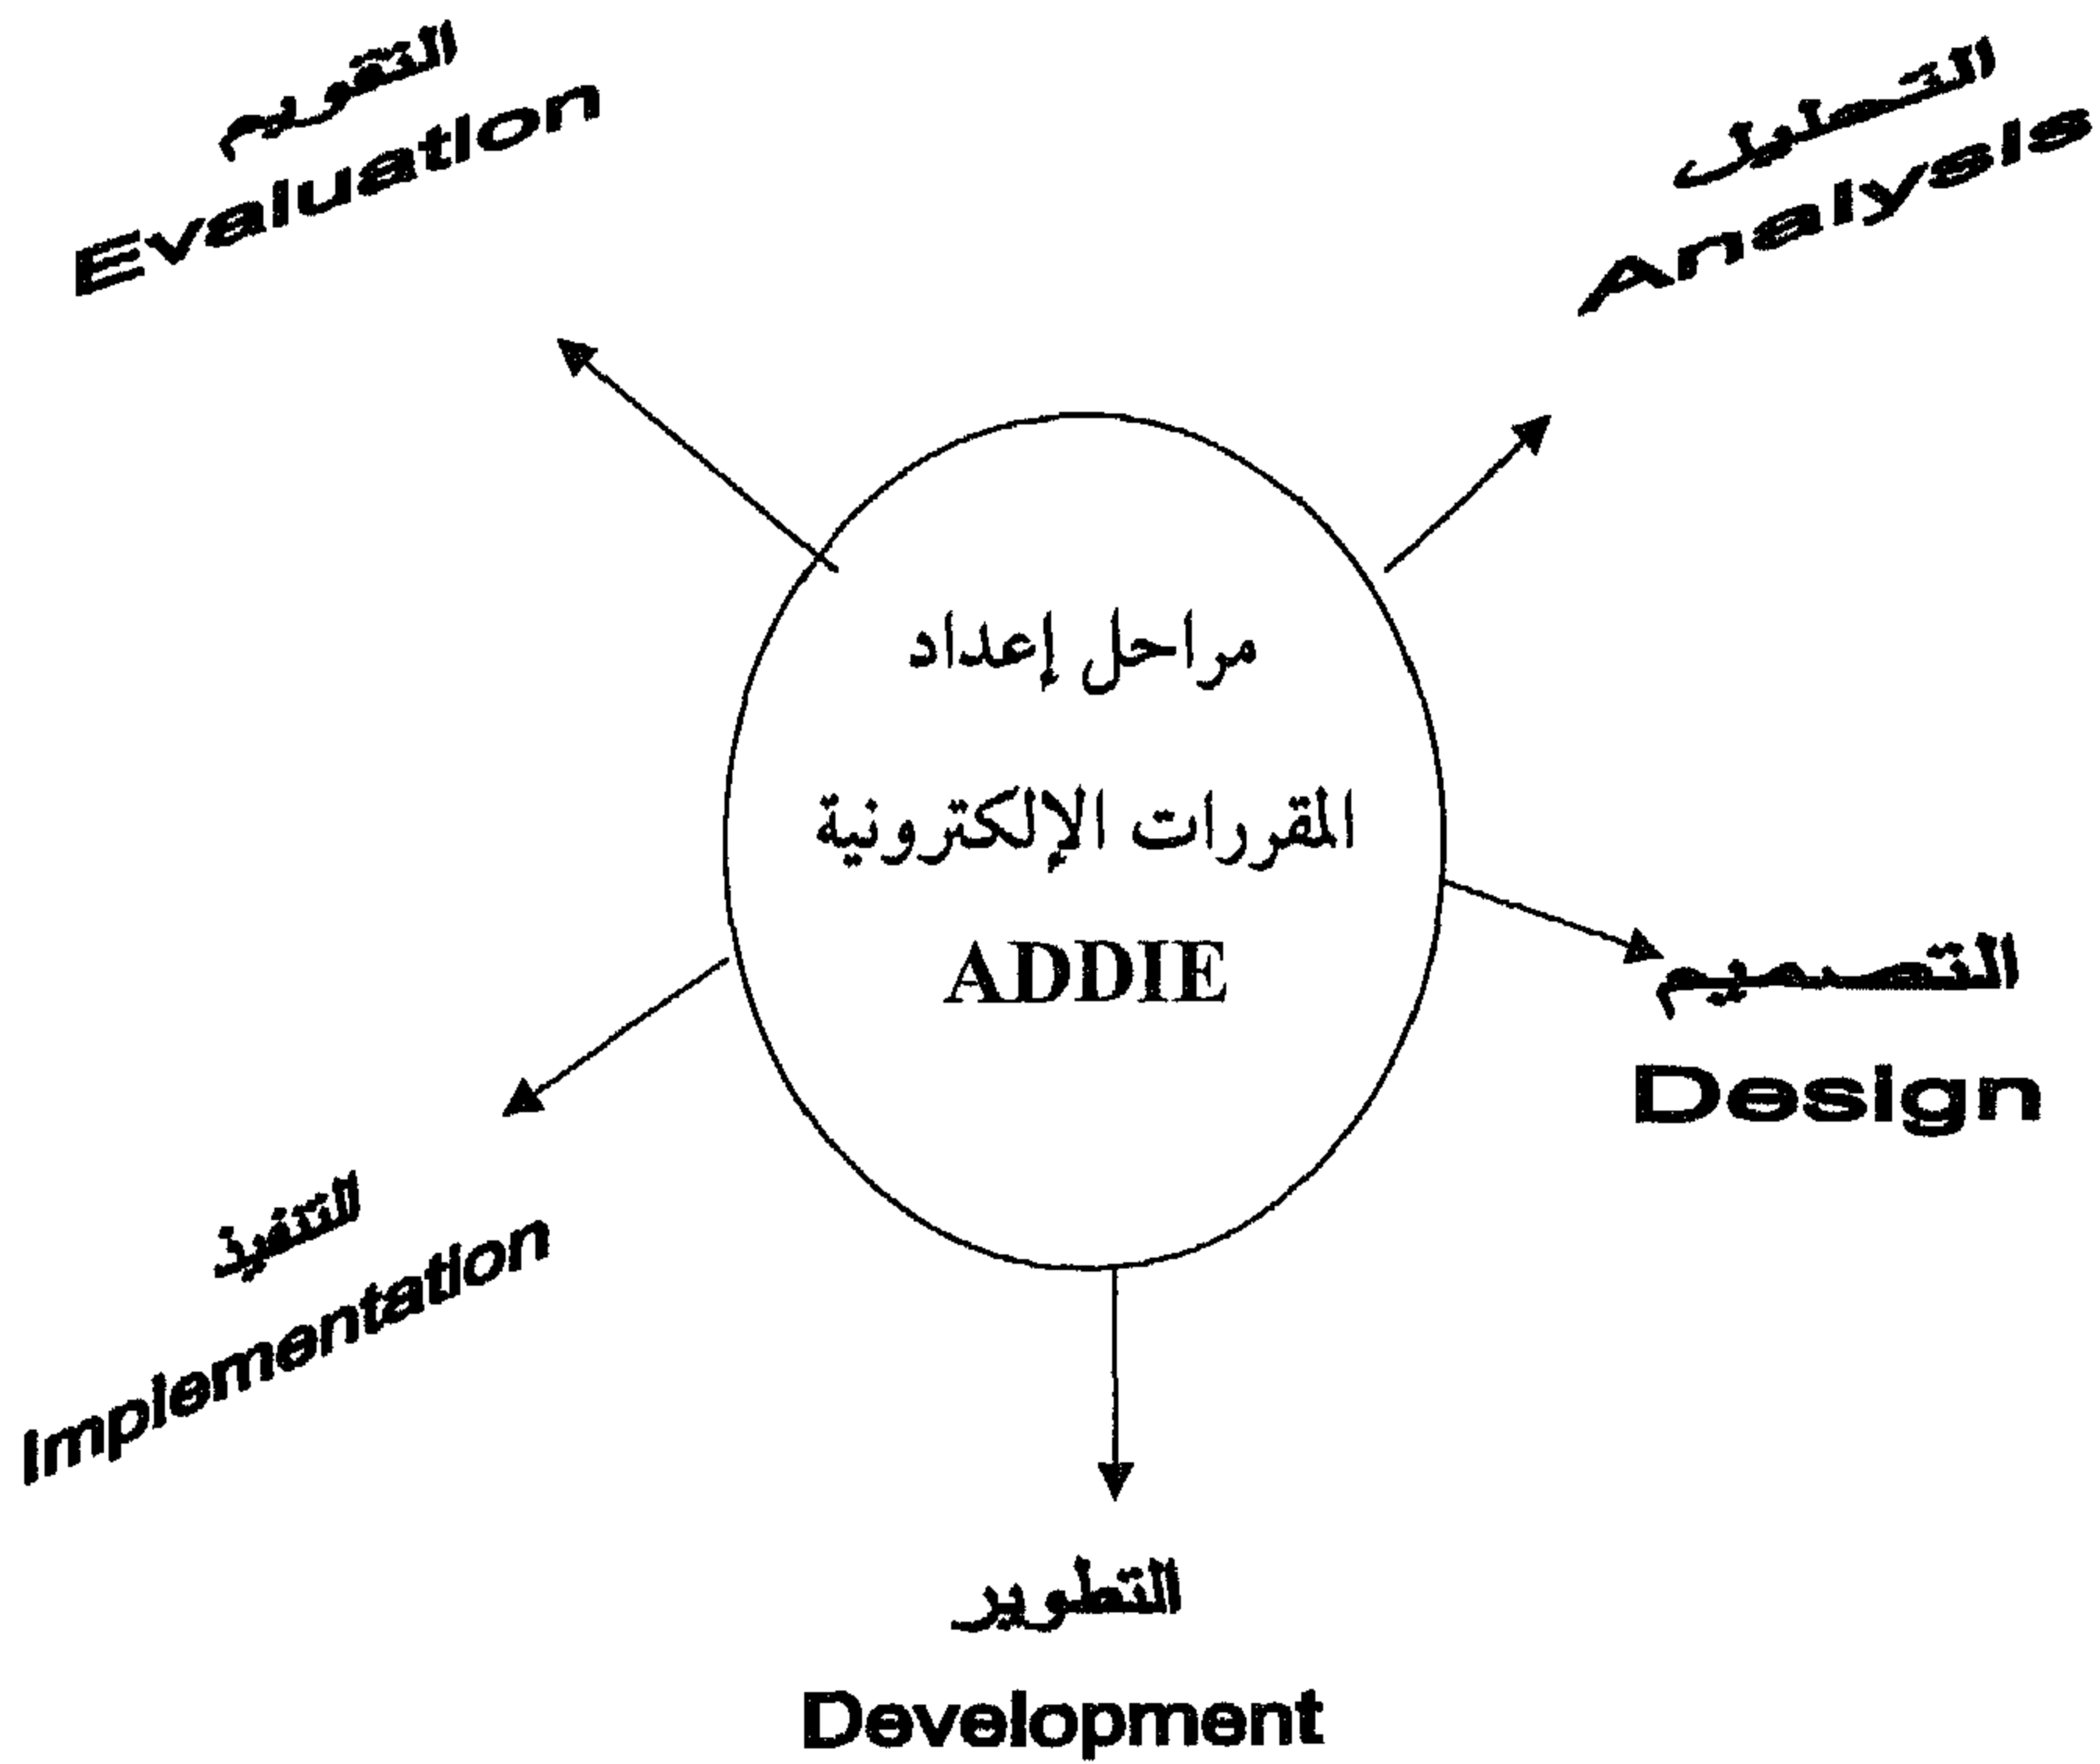 التقويم
Evaluation
التحليل
Analysis
مراحل إعداد
المقررات الإلكترونية
ADDIE
التصميم
Design
التنفيذ
Implementation
التطوير
Development